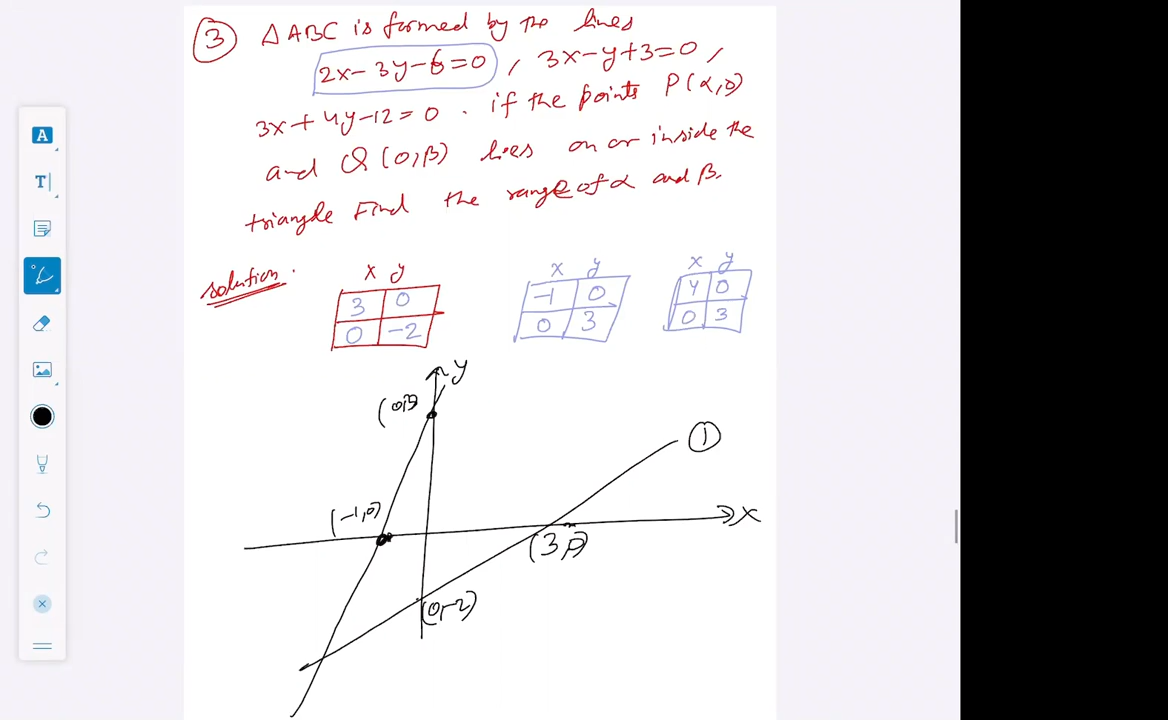 3 △ABC is formed by the lines
2x-3y-6=0, 3x-y+3=0,
3x+4y-12=0. if the points P(α,0)
and Q(0,β) lies on or inside the
triangle Find the range of α and β.
solution.
x y
3 0
0 -2
x y
-1 0
0 3
x y
4 0
0 3
y
(0,3)
1
(-1,0)
x
(0,-2)
A
T